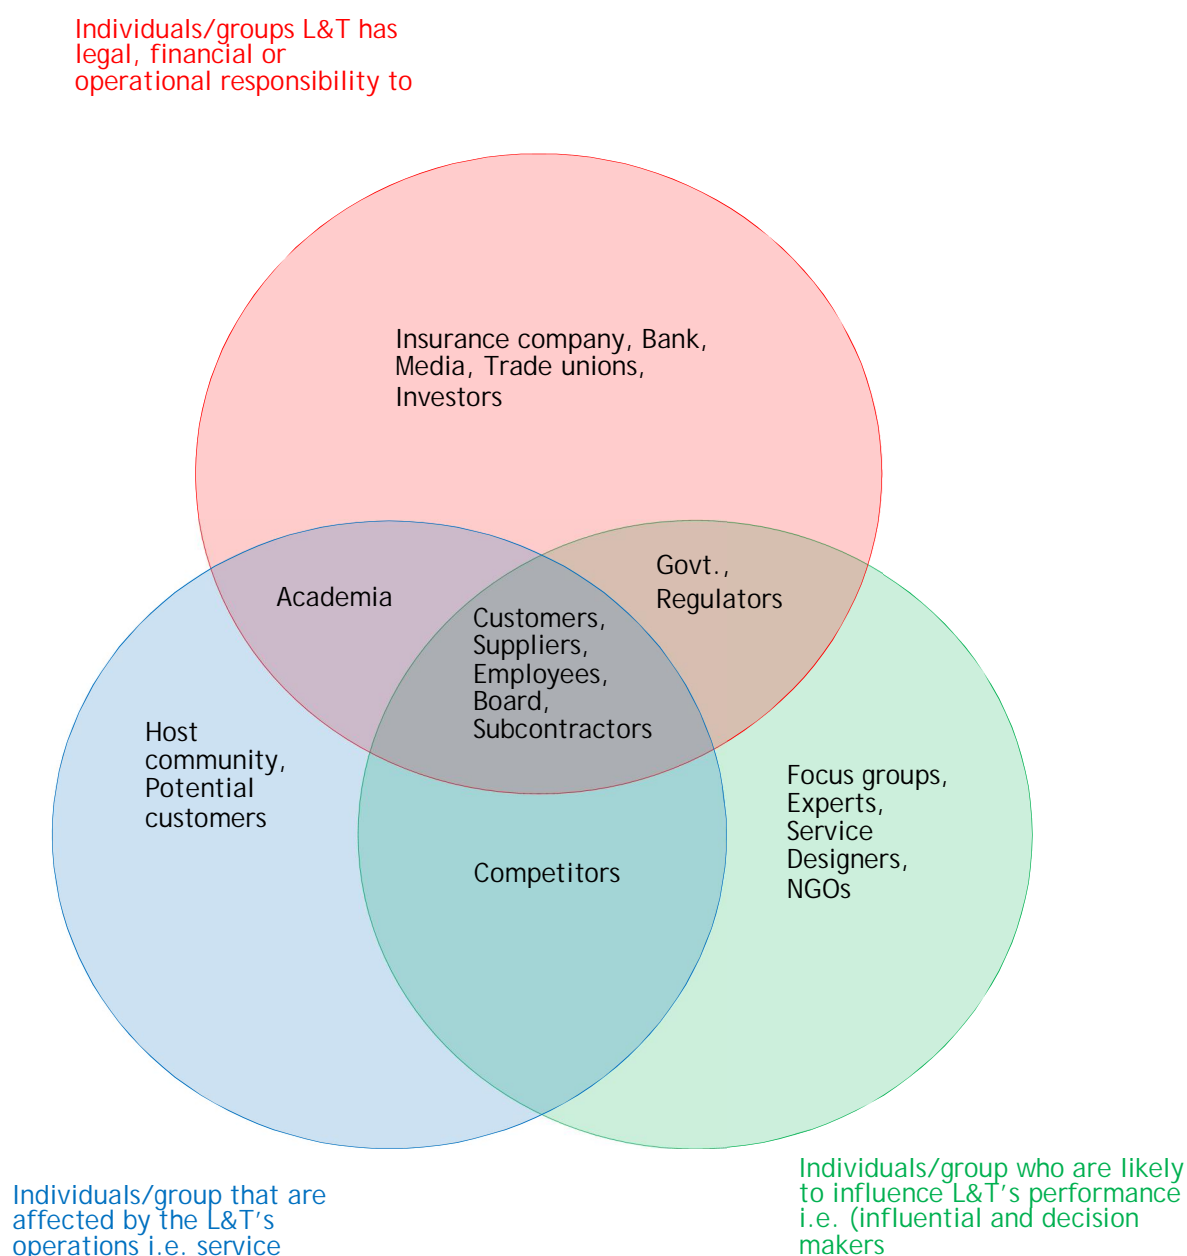 Individuals/groups L&T has
legal, financial or
operational responsibility to
Insurance company, Bank,
Media, Trade unions,
Investors
Govt.,
Regulators
Academia
Customers,
Suppliers,
Employees,
Board,
Subcontractors
Host
community,
Potential
customers
Focus groups,
Experts,
Service
Designers,
NGOs
Competitors
Individuals/group who are likely
to influence L&T's performance
i.e. (influential and decision
makers
Individuals/group that are
affected by the L&T's
operations i.e. service